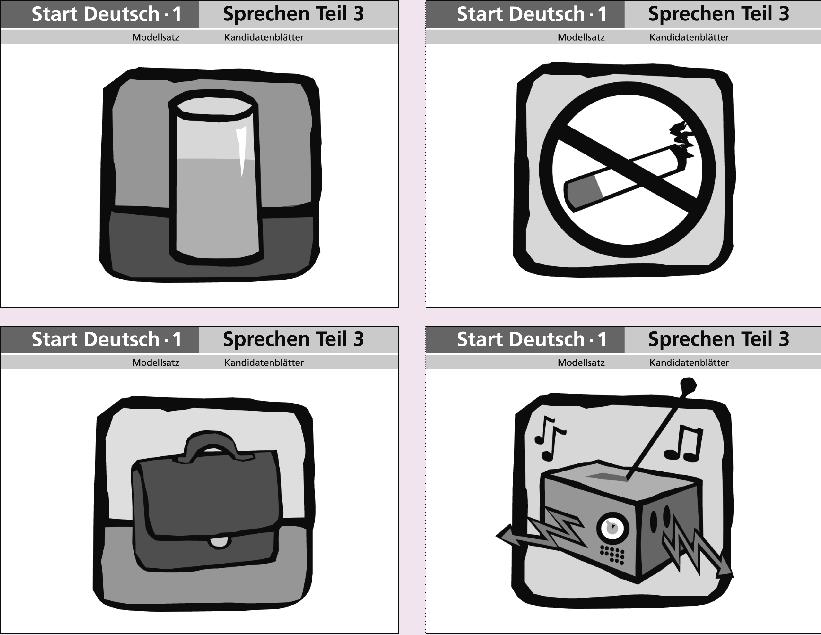 Start Deutsch · 1 Sprechen Teil 3
Modellsatz Kandidatenblätter
Start Deutsch · 1 Sprechen Teil 3
Modellsatz Kandidatenblätter
Start Deutsch · 1 Sprechen Teil 3
Modellsatz Kandidatenblätter
Start Deutsch · 1 Sprechen Teil 3
Modellsatz Kandidatenblätter